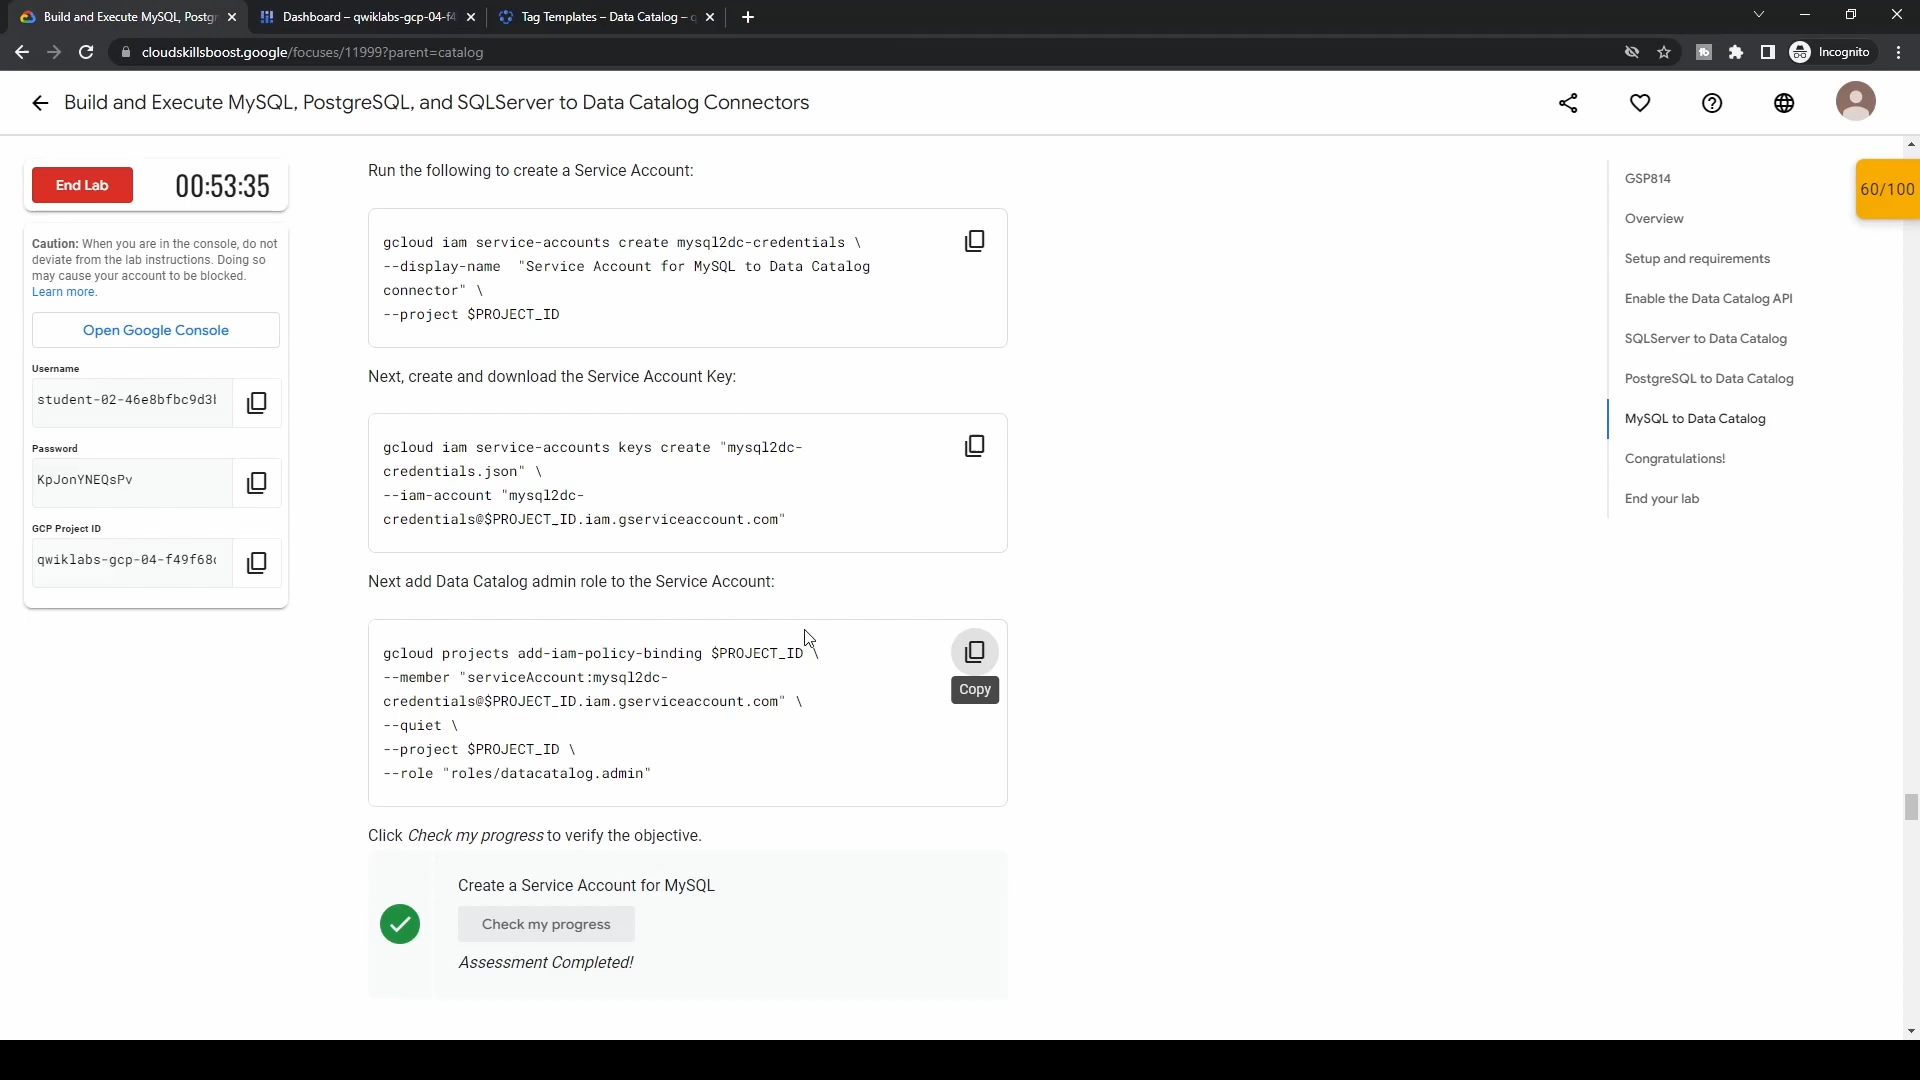 Build and Execute MySQL, Postgr
Dashboard – qwiklabs-gcp-04-f4
Tag Templates – Data Catalog – q
cloudskillsboost.google/focuses/11999?parent=catalog
Incognito
Build and Execute MySQL, PostgreSQL, and SQLServer to Data Catalog Connectors
End Lab
00:53:35
Caution: When you are in the console, do not
deviate from the lab instructions. Doing so
may cause your account to be blocked.
Learn more.
Open Google Console
Username
student-02-46e8bfbc9d3
Password
KpJonYNEQsPv
GCP Project ID
qwiklabs-gcp-04-f49f68
Run the following to create a Service Account:
gcloud iam service-accounts create mysql2dc-credentials \
--display-name "Service Account for MySQL to Data Catalog
connector" \
--project $PROJECT_ID
Next, create and download the Service Account Key:
gcloud iam service-accounts keys create "mysql2dc-
credentials.json" \
--iam-account "mysql2dc-
credentials@$PROJECT_ID.iam.gserviceaccount.com"
Next add Data Catalog admin role to the Service Account:
gcloud projects add-iam-policy-binding $PROJECT_ID \
--member "serviceAccount:mysql2dc-
credentials@$PROJECT_ID.iam.gserviceaccount.com" \
--quiet \
--project $PROJECT_ID \
--role "roles/datacatalog.admin"
Copy
Click Check my progress to verify the objective.
Create a Service Account for MySQL
Check my progress
Assessment Completed!
GSP814
Overview
Setup and requirements
Enable the Data Catalog API
SQLServer to Data Catalog
PostgreSQL to Data Catalog
MySQL to Data Catalog
Congratulations!
End your lab
60/100